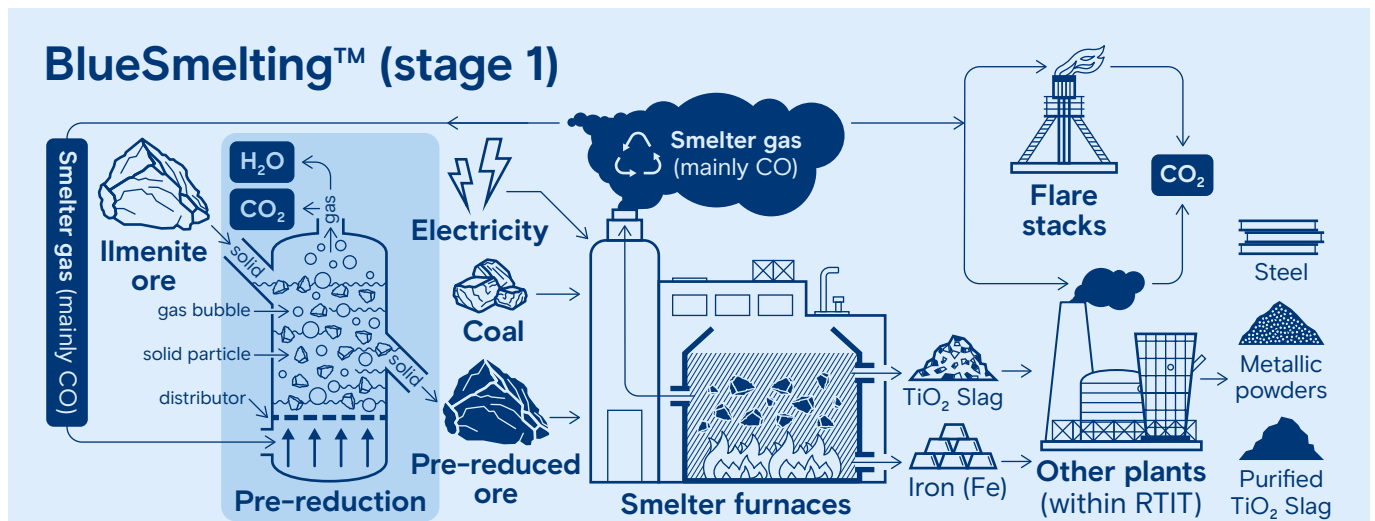 BlueSmelting™ (stage 1)
Smelter gas (mainly CO)
Ilmenite
ore
H₂O
CO₂
gas
solid
gas bubble
solid particle
distributor
solid
Pre-reduction
Electricity
Coal
Pre-reduced
ore
Smelter gas
(mainly CO)
Smelter furnaces
Flare
stacks
CO₂
TiO₂ Slag
Iron (Fe)
Other plants
(within RTIT)
Steel
Metallic
powders
Purified
TiO₂ Slag